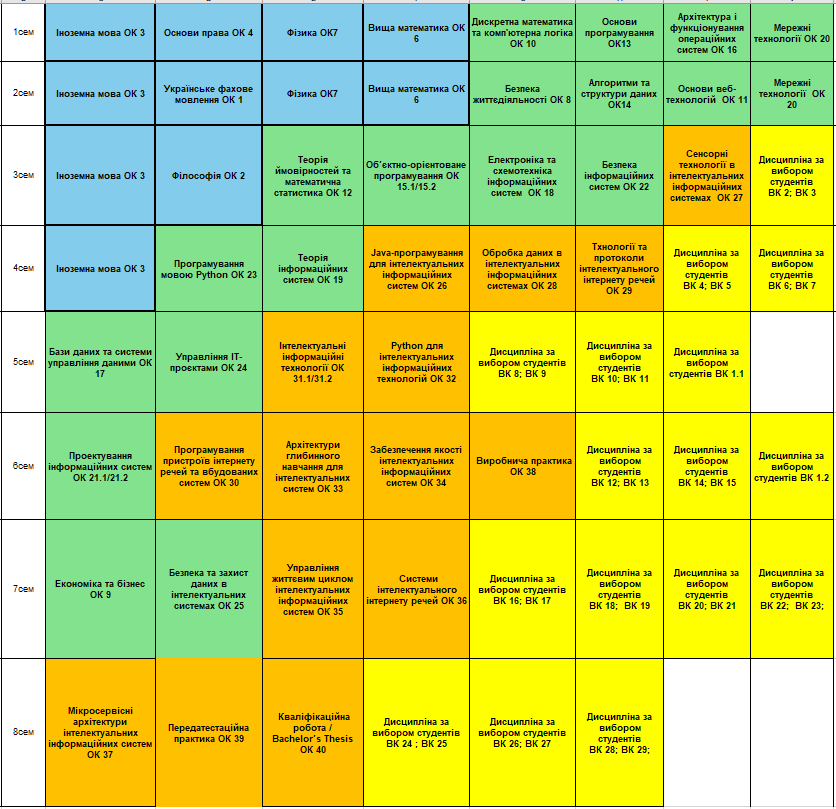 1сем
Іноземна мова ОК 3
Основи права ОК 4
Фізика ОК7
Вища математика ОК
6
Дискретна математика
та комп'ютерна логіка
ОК 10
Основи
програмування
ОК13
Архітектура і
функціонування
операційних
систем ОК 16
Мережні
технології ОК 20
2сем
Іноземна мова ОК 3
Українське фахове
мовлення ОК 1
Фізика ОК7
Вища математика ОК
6
Безпека
життєдіяльності ОК 8
Алгоритми та
структури даних
ОК14
Основи веб-
технологій ОК 11
Мережні
технології ОК
20
3сем
Іноземна мова ОК 3
Філософія ОК 2
Теорія
ймовірностей та
математична
статистика ОК 12
Об'єктно-орієнтоване
програмування ОК
15.1/15.2
Електроніка та
схемотехніка
інформаційних
систем ОК 18
Безпека
інформаційних
систем ОК 22
Сенсорні
технології в
інтелектуальних
інформаційних
системах ОК 27
Дисципліна за
вибором
студентів
ВК 2; ВК 3
4сем
Іноземна мова ОК 3
Програмування
мовою Python ОК 23
Теорія
інформаційних
систем ОК 19
Java-програмування
для інтелектуальних
інформаційних
систем ОК 26
Обробка даних в
інтелектуальних
інформаційних
системах ОК 28
Тхнології та
протоколи
інтелектуального
інтернету речей
ОК 29
Дисципліна за
вибором
студентів
ВК 4; ВК 5
Дисципліна за
вибором
студентів
ВК 6; ВК 7
5сем
Бази даних та системи
управління даними ОК
17
Управління ІТ-
проєктами ОК 24
Інтелектуальні
інформаційні
технології ОК
31.1/31.2
Python для
інтелектуальних
інформаційних
технологій ОК 32
Дисципліна за
вибором студентів
ВК 8; ВК 9
Дисципліна за
вибором
студентів
ВК 10; ВК 11
Дисципліна за
вибором
студентів ВК 1.1
6сем
Проектування
інформаційних систем
ОК 21.1/21.2
Програмування
пристроїв інтернету
речей та вбудованих
систем ОК 30
Архітектури
глибинного
навчання для
інтелектуальних
систем ОК 33
Забезпечення якості
інтелектуальних
інформаційних
систем ОК 34
Виробнича практика
ОК 38
Дисципліна за
вибором
студентів
ВК 12; ВК 13
Дисципліна за
вибором
студентів
ВК 14; ВК 15
Дисципліна за
вибором
студентів ВК 1.2
7сем
Економіка та бізнес
ОК 9
Безпека та захист
даних в
інтелектуальних
системах ОК 25
Управління
життєвим циклом
інтелектуальних
інформаційних
систем ОК 35
Системи
інтелектуального
інтернету речей ОК 36
Дисципліна за
вибором студентів
ВК 16; ВК 17
Дисципліна за
вибором
студентів
ВК 18; ВК 19
Дисципліна за
вибором
студентів
ВК 20; ВК 21
Дисципліна за
вибором
студентів
ВК 22; ВК 23;
8сем
Мікросервісні
архітектури
інтелектуальних
інформаційних систем
ОК 37
Передатестаційна
практика ОК 39
Кваліфікаційна
робота /
Bachelor's Thesis
ОК 40
Дисципліна за
вибором студентів
ВК 24 ; ВК 25
Дисципліна за
вибором студентів
ВК 26; ВК 27
Дисципліна за
вибором
студентів
ВК 28; ВК 29;